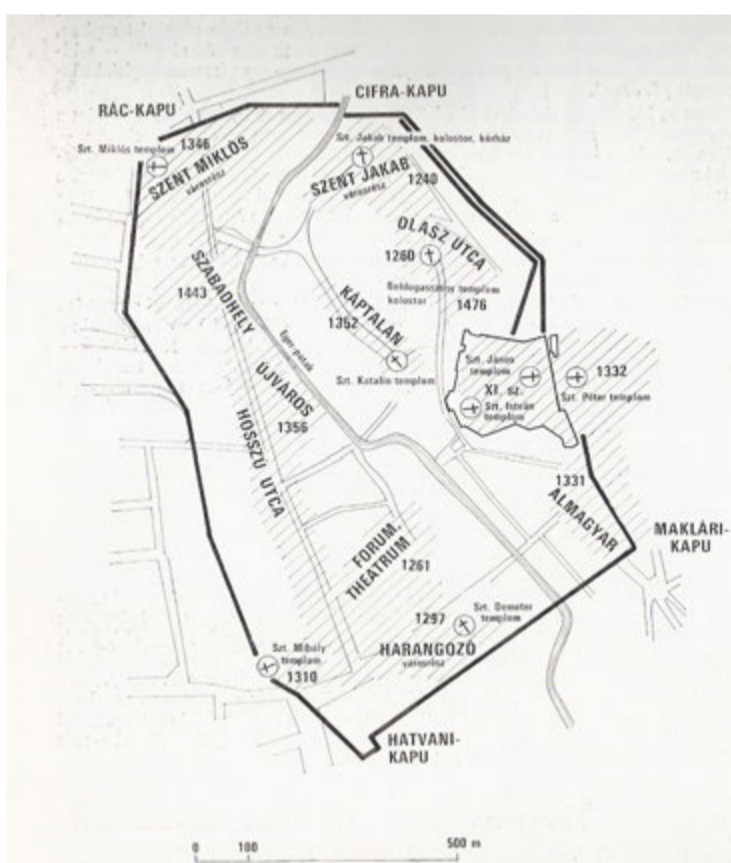 CIFRA-KAPU
RÁC-KAPU
1346
Szt. Miklós templom
SZENT MIKLÓS
városrész
Szt. Jakab templom, kolostor, kórház
SZENT JAKAB
városrész
1240
OLASZ UTCA
1260
Boldogasszony templom
kolostor
1476
SZABADHELY
1443
KÁPTALAN
1352
Szt. Katalin templom
Eger-patak
ÚJVÁROS
1356
HOSSZU UTCA
Szt. János
templom
XI. sz.
Szt. István
templom
1332
Szt. Péter templom
1331
ALMAGYAR
MAKLÁRI-
KAPU
FORUM,
THEATRUM
1261
1297
Szt. Demeter
templom
HARANGOZÓ
városrész
Szt. Mihály
templom
1310
HATVANI-
KAPU
0 100 500 m